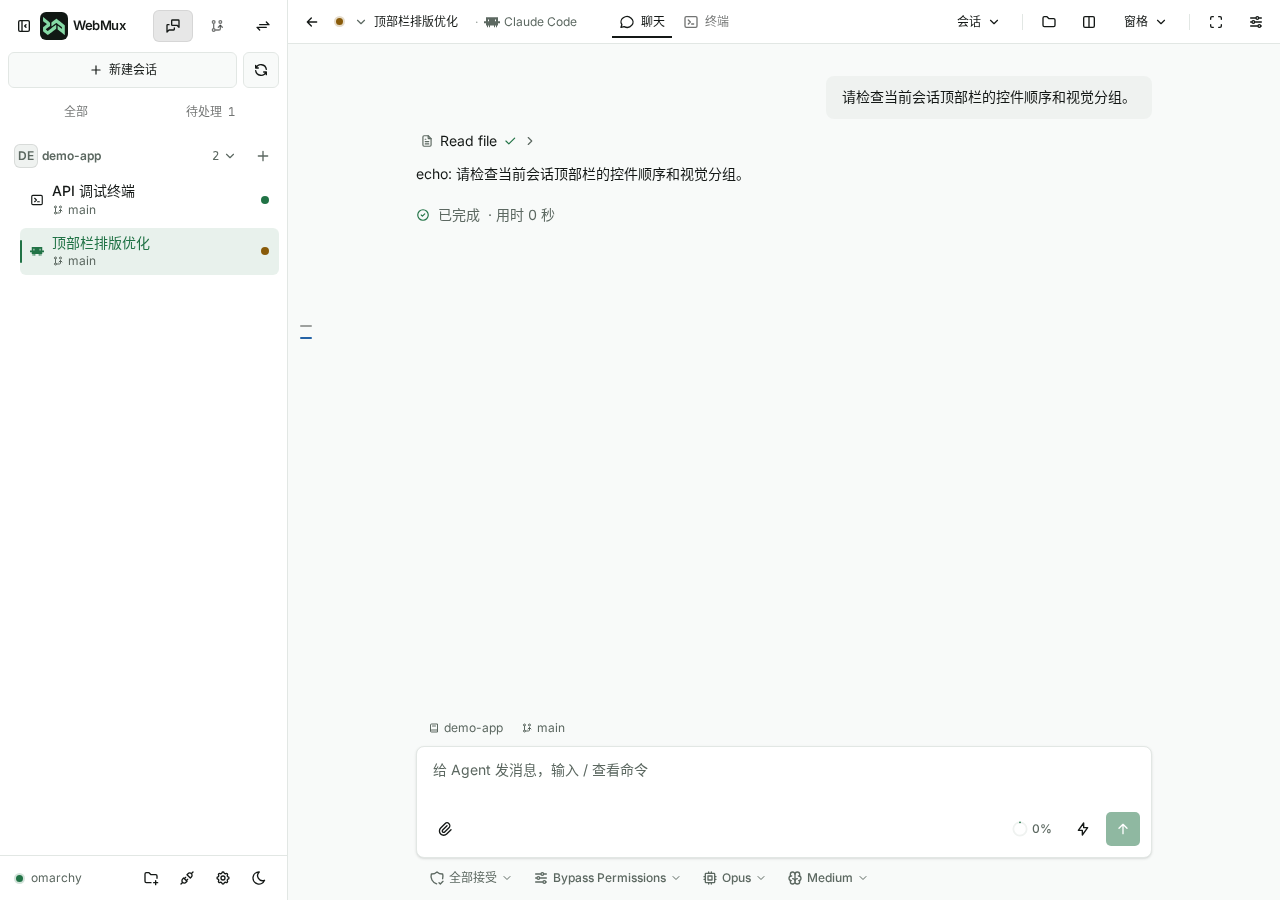 WebMux
新建会话
全部 待处理 1
DE demo-app 2
API 调试终端
main
顶部栏排版优化
main
omarchy
顶部栏排版优化 · Claude Code 聊天 终端 会话 窗格
请检查当前会话顶部栏的控件顺序和视觉分组。
Read file
echo: 请检查当前会话顶部栏的控件顺序和视觉分组。
已完成 · 用时 0 秒
demo-app main
给 Agent 发消息，输入 / 查看命令
0%
全部接受 Bypass Permissions Opus Medium